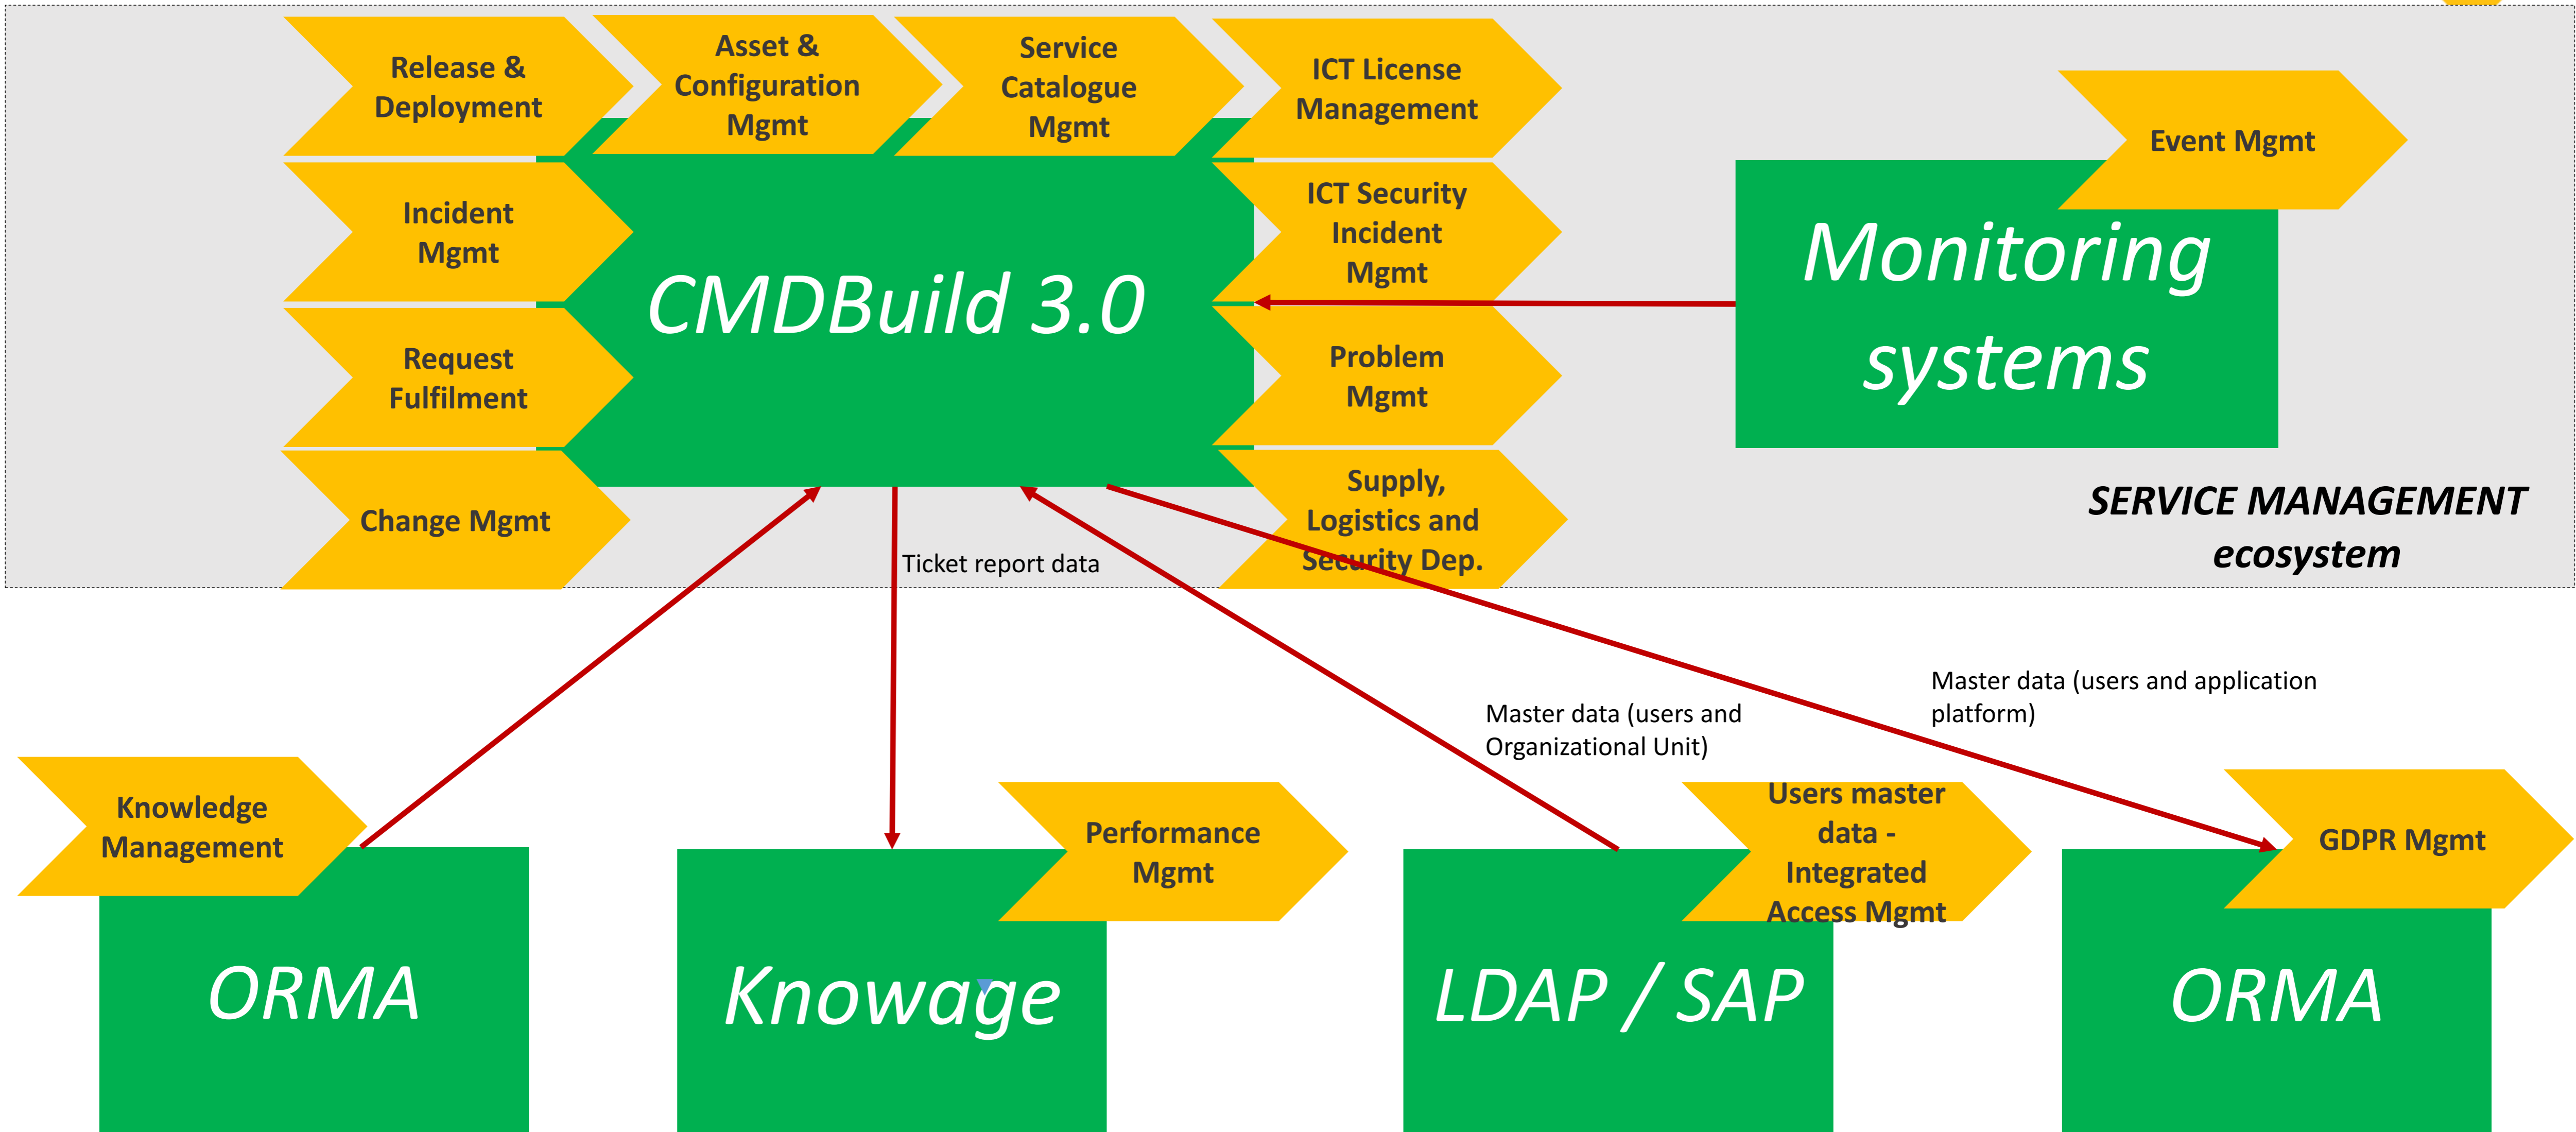 Release &
Deployment
Asset &
Configuration
Mgmt
Service
Catalogue
Mgmt
ICT License
Management
Event Mgmt
Incident
Mgmt
ICT Security
Incident
Mgmt
CMDBuild 3.0
Monitoring
systems
Request
Fulfilment
Problem
Mgmt
Change Mgmt
Supply,
Logistics and
Security Dep.
SERVICE MANAGEMENT
ecosystem
Ticket report data
Master data (users and
Organizational Unit)
Master data (users and application
platform)
Knowledge
Management
Performance
Mgmt
Users master
data -
Integrated
Access Mgmt
GDPR Mgmt
ORMA
Knowage
LDAP / SAP
ORMA